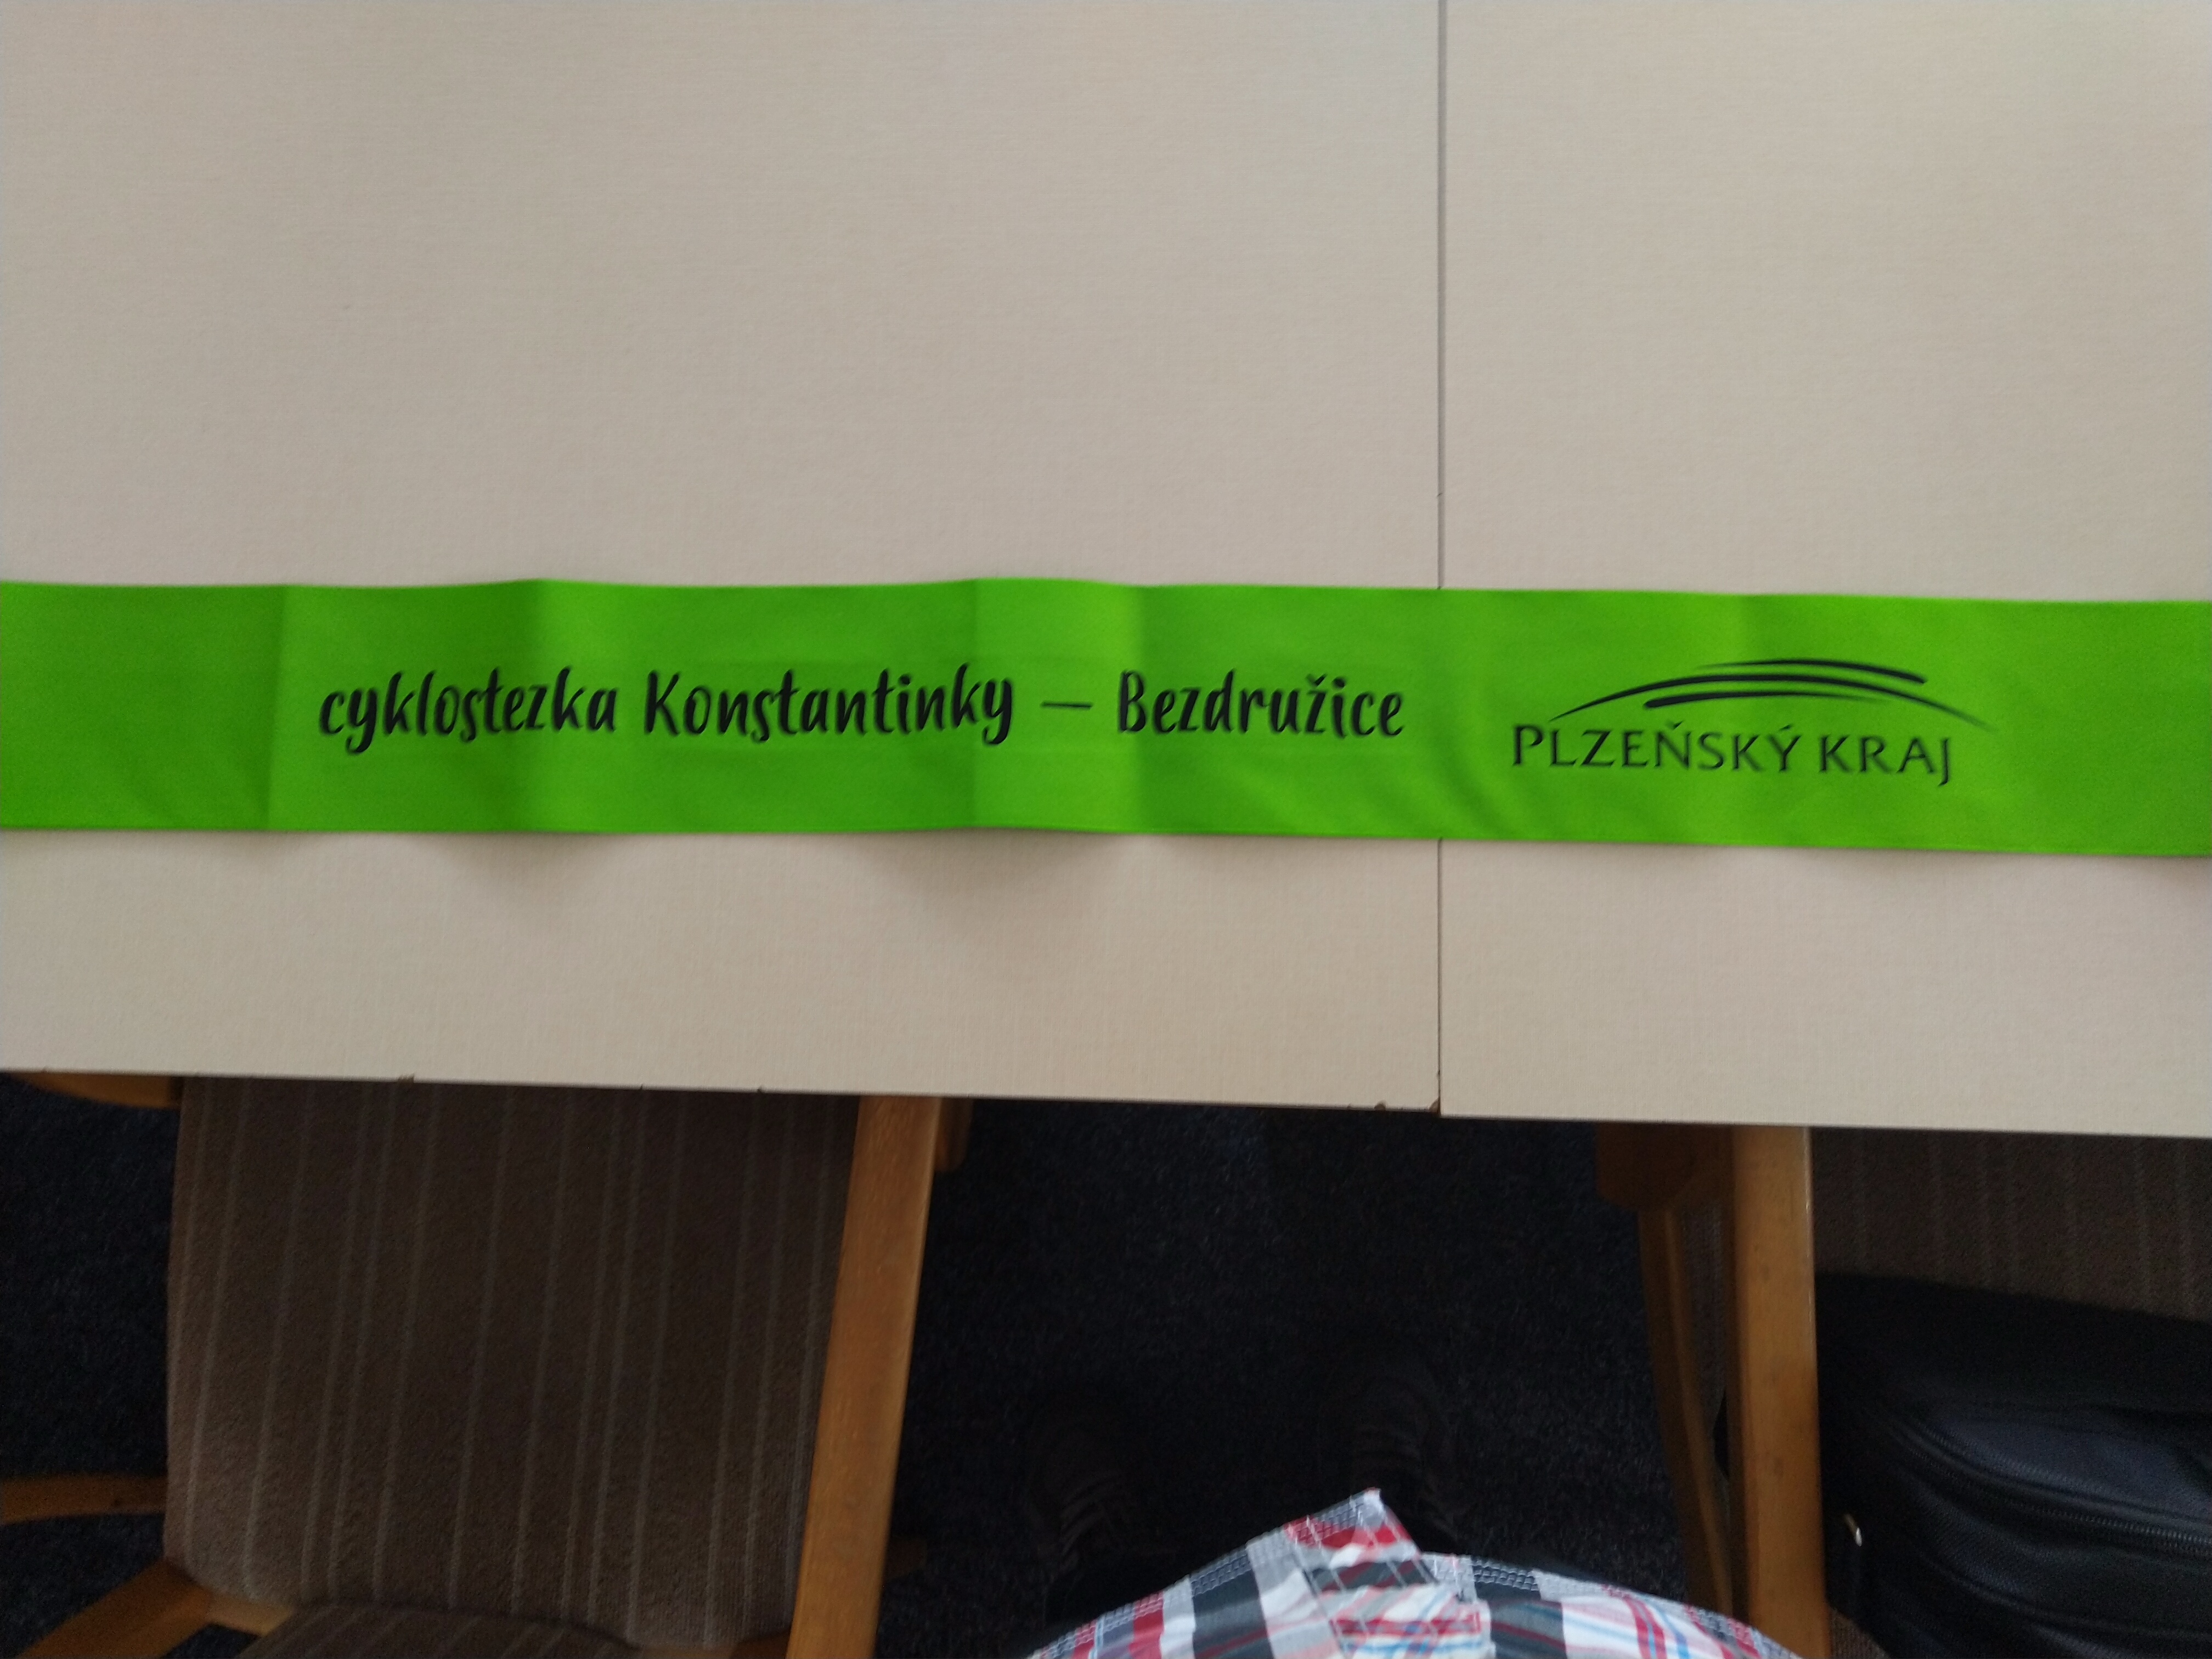 cyklostezka Konstantinky – Bezdružice
PLZEŇSKÝ KRAJ